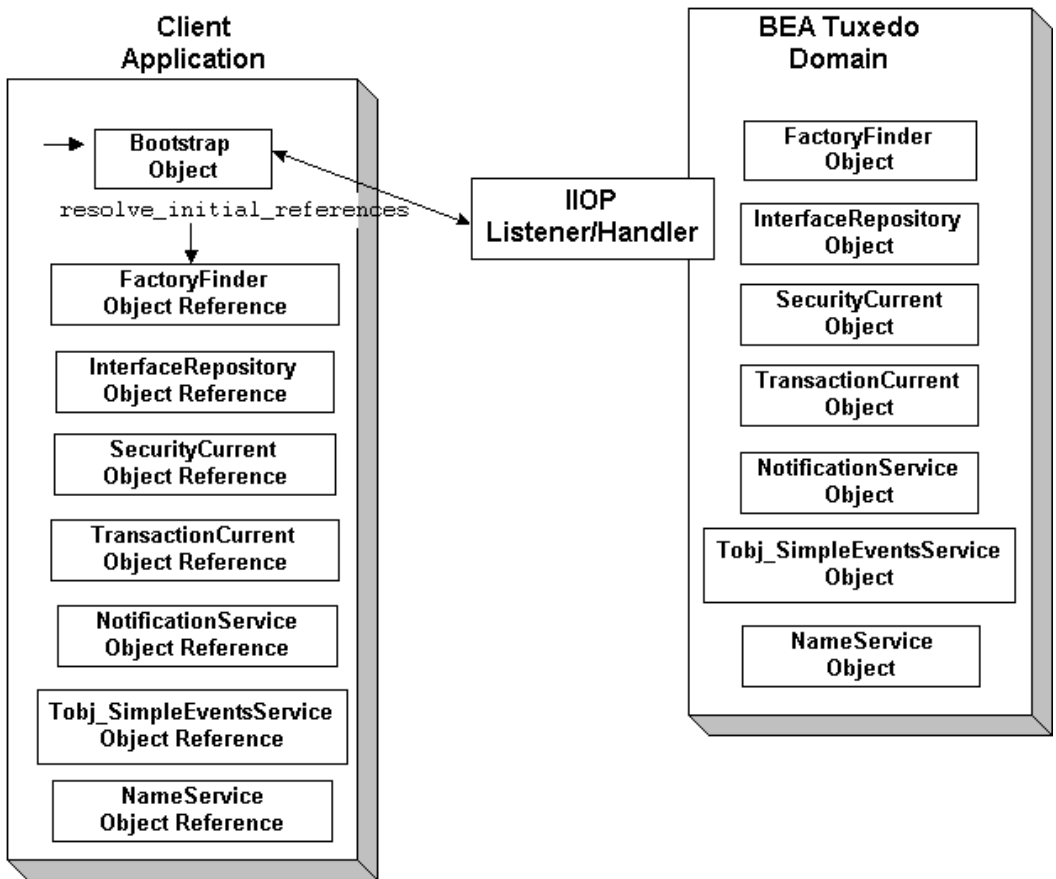 Client
Application
Bootstrap
Object
resolve_initial_references
FactoryFinder
Object Reference
InterfaceRepository
Object Reference
SecurityCurrent
Object Reference
TransactionCurrent
Object Reference
NotificationService
Object Reference
Tobj_SimpleEventsService
Object Reference
NameService
Object Reference
IIOP
Listener/Handler
BEA Tuxedo
Domain
FactoryFinder
Object
InterfaceRepository
Object
SecurityCurrent
Object
TransactionCurrent
Object
NotificationService
Object
Tobj_SimpleEventsService
Object
NameService
Object